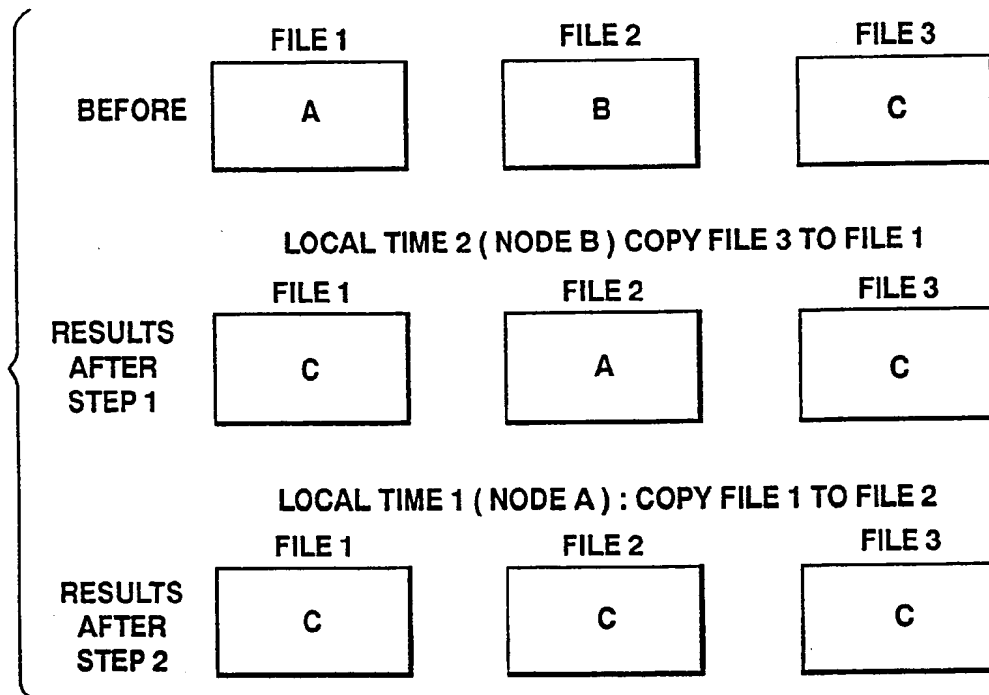 FILE 1 FILE 2 FILE 3
BEFORE A B C
LOCAL TIME 2 ( NODE B ) COPY FILE 3 TO FILE 1
FILE 1 FILE 2 FILE 3
RESULTS
AFTER C A C
STEP 1
LOCAL TIME 1 ( NODE A ) : COPY FILE 1 TO FILE 2
FILE 1 FILE 2 FILE 3
RESULTS
AFTER C C C
STEP 2